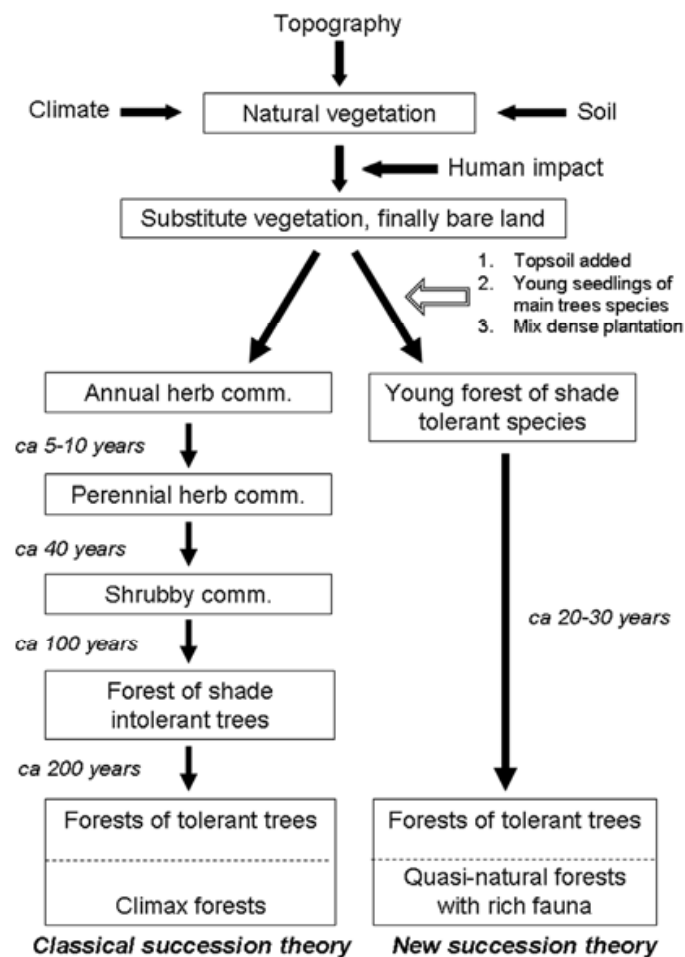 Topography
Climate
Natural vegetation
Soil
Human impact
Substitute vegetation, finally bare land
1. Topsoil added
2. Young seedlings of
main trees species
3. Mix dense plantation
Annual herb comm.
ca 5-10 years
Perennial herb comm.
ca 40 years
Shrubby comm.
ca 100 years
Forest of shade
intolerant trees
ca 200 years
Forests of tolerant trees
Climax forests
Classical succession theory
Young forest of shade
tolerant species
ca 20-30 years
Forests of tolerant trees
Quasi-natural forests
with rich fauna
New succession theory